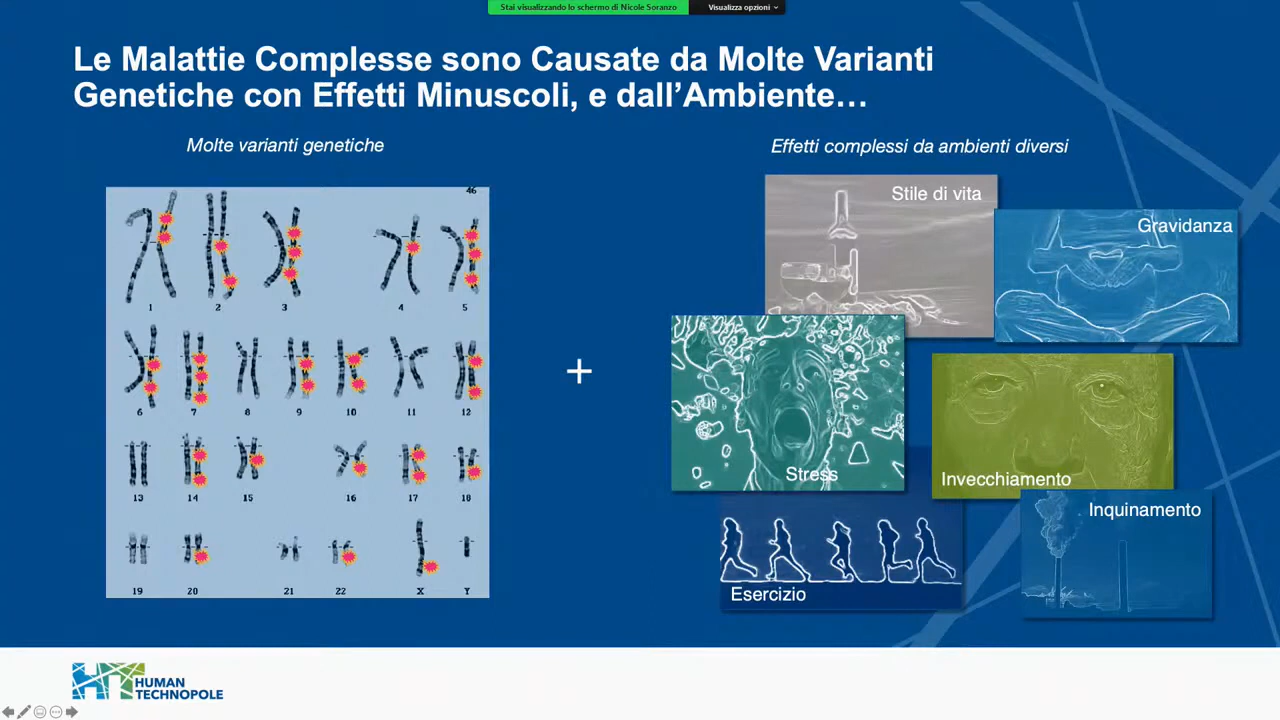 Stai visualizzando lo schermo di Nicole Soranzo
Visualizza opzioni
Le Malattie Complesse sono Causate da Molte Varianti
Genetiche con Effetti Minuscoli, e dall'Ambiente…
Molte varianti genetiche
Effetti complessi da ambienti diversi
46
1 2 3 4 5
6 7 8 9 10 11 12
13 14 15 16 17 18
19 20 21 22 X Y
+
Stile di vita
Gravidanza
Stress
Invecchiamento
Inquinamento
Esercizio
HT HUMAN
TECHNOPOLE